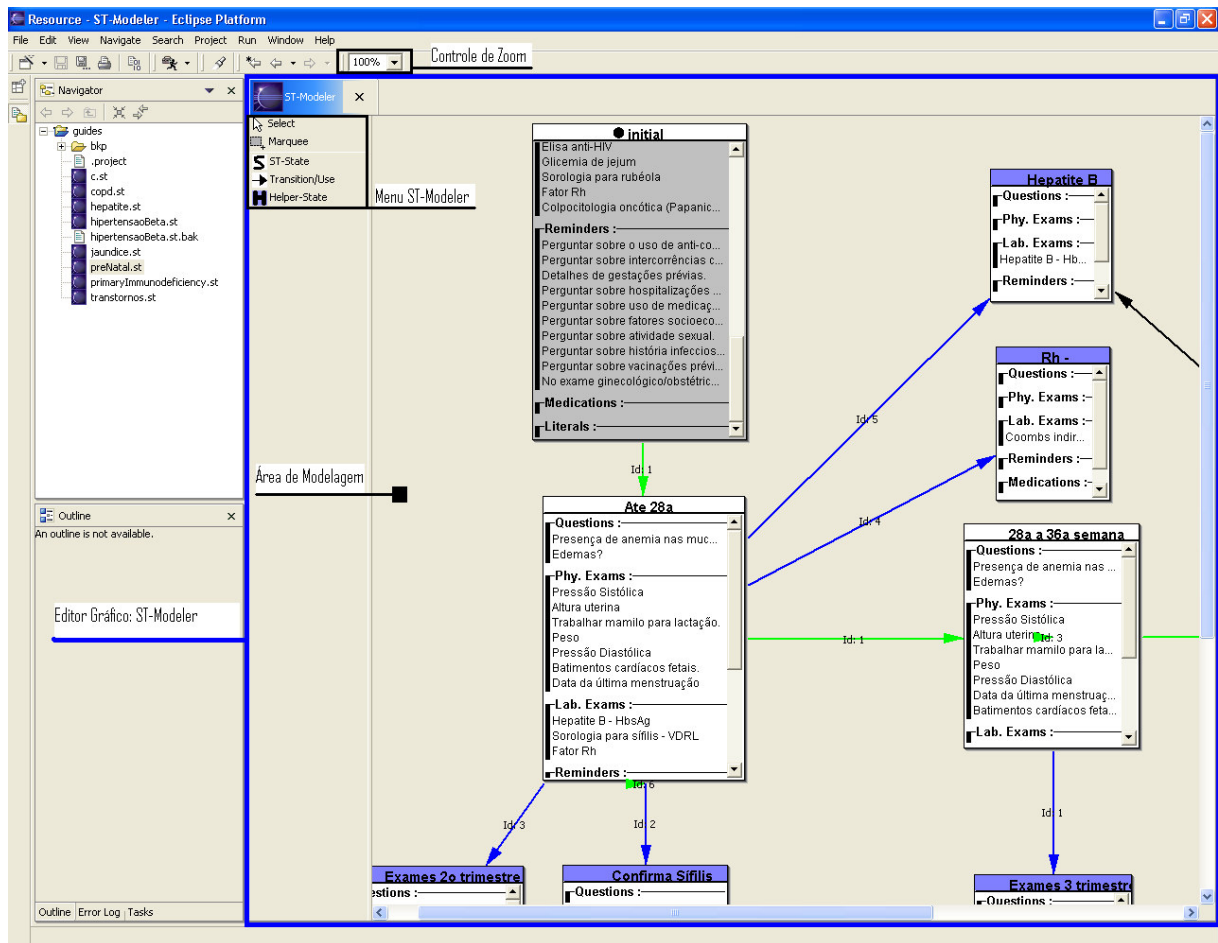 Resource - ST-Modeler - Eclipse Platform
File Edit View Navigate Search Project Run Window Help
100%
Controle de Zoom
Navigator
guides
bkp
.project
c.st
copd.st
hepatite.st
hipertensaoBeta.st
hipertensaoBeta.st.bak
jaundice.st
preNatal.st
primaryImmunodeficiency.st
transtornos.st
Outline
An outline is not available.
Editor Gráfico: ST-Modeler
Outline Error Log Tasks
ST-Modeler
Select
Marquee
ST-State
Transition/Use
Helper-State
Menu ST-Modeler
Área de Modelagem
initial
Elisa anti-HIV
Glicemia de jejum
Sorologia para rubéola
Fator Rh
Colpocitologia oncótica (Papanic...
Reminders :
Perguntar sobre o uso de anti-co...
Perguntar sobre intercorrências c...
Detalhes de gestações prévias.
Perguntar sobre hospitalizações ...
Perguntar sobre uso de medicaç...
Perguntar sobre fatores socioeco...
Perguntar sobre atividade sexual.
Perguntar sobre história infeccios...
Perguntar sobre vacinações prévi...
No exame ginecológico/obstétric...
Medications :
Literals :
Id: 1
Ate 28a
Questions :
Presença de anemia nas muc...
Edemas?
Phy. Exams :
Pressão Sistólica
Altura uterina
Trabalhar mamilo para lactação.
Peso
Pressão Diastólica
Batimentos cardíacos fetais.
Data da última menstruação
Lab. Exams :
Hepatite B - HbsAg
Sorologia para sífilis - VDRL
Fator Rh
Reminders :
Id: 6
Id: 5
Id: 4
Id: 1
Id: 3
Id: 2
Hepatite B
Questions :
Phy. Exams :
Lab. Exams :
Hepatite B - Hb...
Reminders :
Rh -
Questions :
Phy. Exams :
Lab. Exams :
Coombs indir...
Reminders :
Medications :
28a a 36a semana
Questions :
Presença de anemia nas ...
Edemas?
Phy. Exams :
Pressão Sistólica
Altura uterina
Id: 3
Trabalhar mamilo para la...
Peso
Pressão Diastólica
Data da última menstruaç...
Batimentos cardíacos feta...
Lab. Exams :
Id: 1
Exames 2o trimestre
estions :
Confirma Sífilis
Questions :
Exames 3 trimestr
Questions :